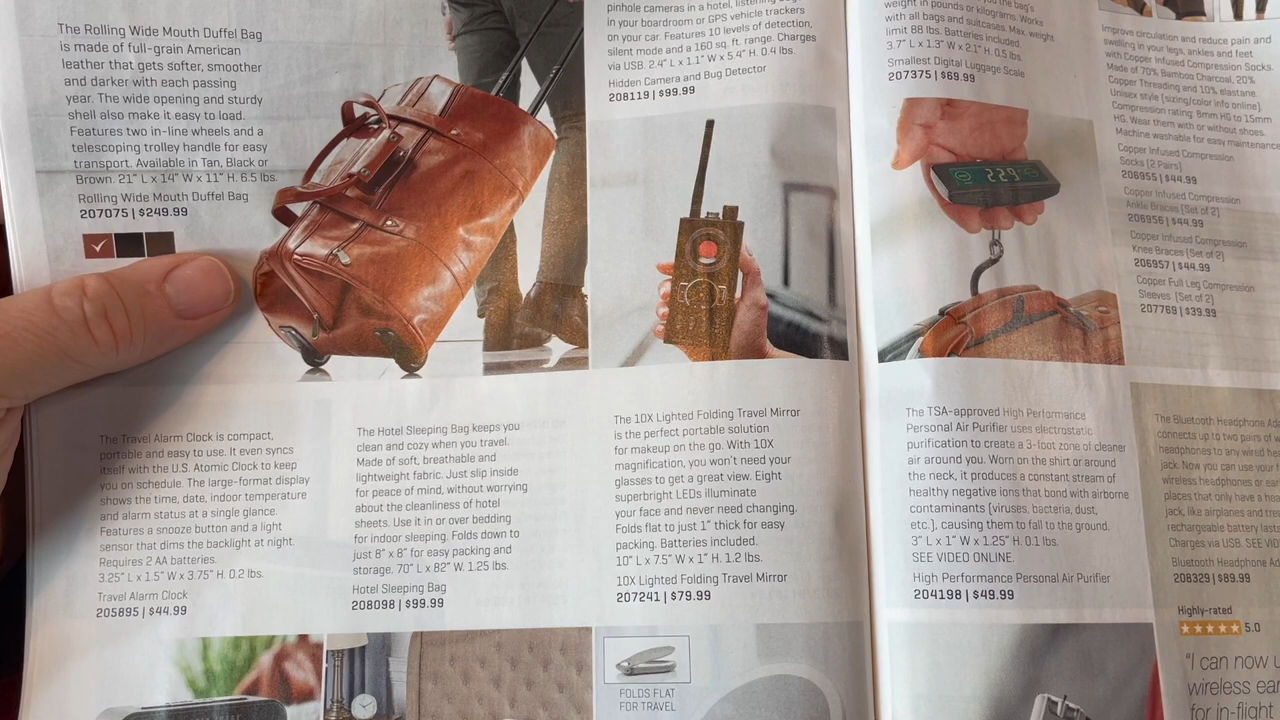 The Rolling Wide Mouth Duffel Bag
is made of full-grain American
leather that gets softer, smoother
and darker with each passing
year. The wide opening and sturdy
shell also make it easy to load.
Features two in-line wheels and a
telescoping trolley handle for easy
transport. Available in Tan, Black or
Brown. 21" L x 14" W x 11" H. 6.5 lbs.
Rolling Wide Mouth Duffel Bag
207075 | $249.99
pinhole cameras in a hotel, listening
in your boardroom or GPS vehicle trackers
on your car. Features 10 levels of detection,
silent mode and a 160 sq. ft. range. Charges
via USB. 2.4" L x 1.1" W x 5.4" H. 0.4 lbs.
Hidden Camera and Bug Detector
208119 | $99.99
you the bag's
weight in pounds or kilograms. Works
with all bags and suitcases. Max. weight
limit 88 lbs. Batteries included.
3.7" L x 1.3" W x 2.1" H. 0.5 lbs.
Smallest Digital Luggage Scale
207375 | $69.99
229
Improve circulation and reduce pain and
swelling in your legs, ankles and feet
with Copper Infused Compression Socks.
Made of 70% Bamboo Charcoal, 20%
Copper Threading and 10% elastane.
Unisex style (sizing/color info online)
Compression rating: 8mm HG to 15mm
HG. Wear them with or without shoes.
Machine washable for easy maintenance
Copper Infused Compression
Socks (2 Pairs)
206955 | $44.99
Copper Infused Compression
Ankle Braces (Set of 2)
206956 | $44.99
Copper Infused Compression
Knee Braces (Set of 2)
206957 | $44.99
Copper Full Leg Compression
Sleeves (Set of 2)
207769 | $39.99
The Travel Alarm Clock is compact,
portable and easy to use. It even syncs
itself with the U.S. Atomic Clock to keep
you on schedule. The large-format display
shows the time, date, indoor temperature
and alarm status at a single glance.
Features a snooze button and a light
sensor that dims the backlight at night.
Requires 2 AA batteries.
3.25" L x 1.5" W x 3.75" H. 0.2 lbs.
Travel Alarm Clock
205895 | $44.99
The Hotel Sleeping Bag keeps you
clean and cozy when you travel.
Made of soft, breathable and
lightweight fabric. Just slip inside
for peace of mind, without worrying
about the cleanliness of hotel
sheets. Use it in or over bedding
for indoor sleeping. Folds down to
just 8" x 8" for easy packing and
storage. 70" L x 82" W. 1.25 lbs.
Hotel Sleeping Bag
208098 | $99.99
The 10X Lighted Folding Travel Mirror
is the perfect portable solution
for makeup on the go. With 10X
magnification, you won't need your
glasses to get a great view. Eight
superbright LEDs illuminate
your face and never need changing.
Folds flat to just 1" thick for easy
packing. Batteries included.
10" L x 7.5" W x 1" H. 1.2 lbs.
10X Lighted Folding Travel Mirror
207241 | $79.99
FOLDS FLAT
FOR TRAVEL
The TSA-approved High Performance
Personal Air Purifier uses electrostatic
purification to create a 3-foot zone of cleaner
air around you. Worn on the shirt or around
the neck, it produces a constant stream of
healthy negative ions that bond with airborne
contaminants (viruses, bacteria, dust,
etc.), causing them to fall to the ground.
3" L x 1" W x 1.25" H. 0.1 lbs.
SEE VIDEO ONLINE.
High Performance Personal Air Purifier
204198 | $49.99
The Bluetooth Headphone Ada
connects up to two pairs of w
headphones to any wired hea
jack. Now you can use your
wireless headphones or ear
places that only have a hea
jack, like airplanes and trea
rechargeable battery lasts
Charges via USB. SEE VID
Bluetooth Headphone Ada
208329 | $89.99
Highly-rated
5.0
"I can now u
wireless ear
for in-flight